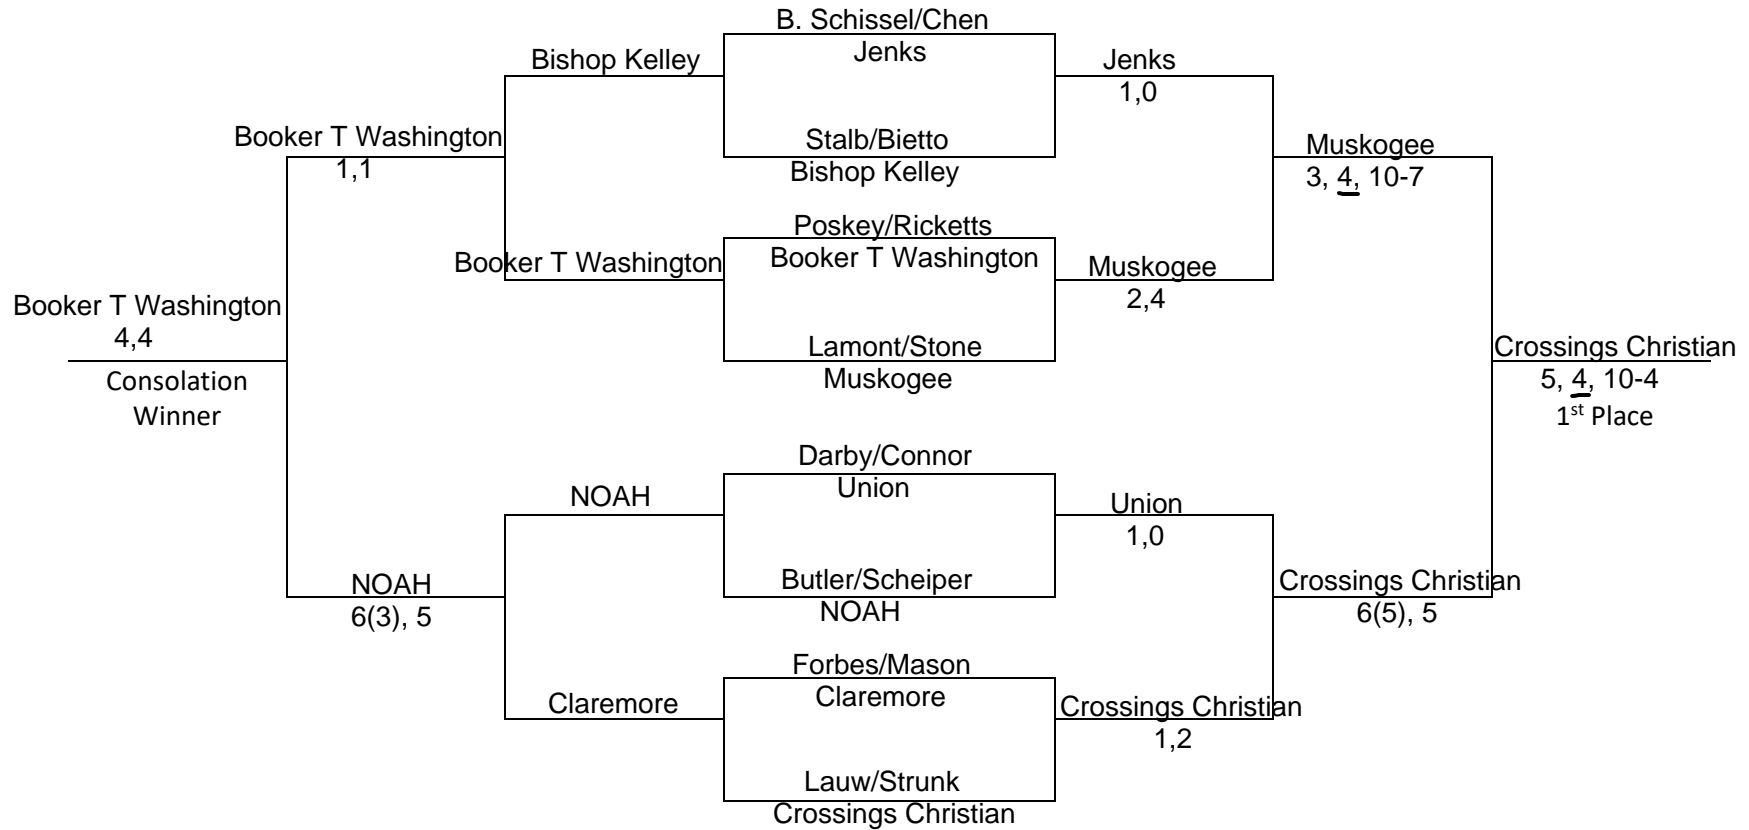 B. Schissel/Chen
Jenks
Bishop Kelley
Jenks
1,0
Booker T Washington
1,1
Stalb/Bietto
Bishop Kelley
Muskogee
3, 4, 10-7
Poskey/Ricketts
Booker T Washington
Booker T Washington
Muskogee
2,4
Booker T Washington
4,4
Consolation
Winner
Lamont/Stone
Muskogee
Crossings Christian
5, 4, 10-4
1st Place
Darby/Connor
Union
NOAH
Union
1,0
NOAH
6(3), 5
Butler/Scheiper
NOAH
Crossings Christian
6(5), 5
Forbes/Mason
Claremore
Claremore
Crossings Christian
1,2
Lauw/Strunk
Crossings Christian